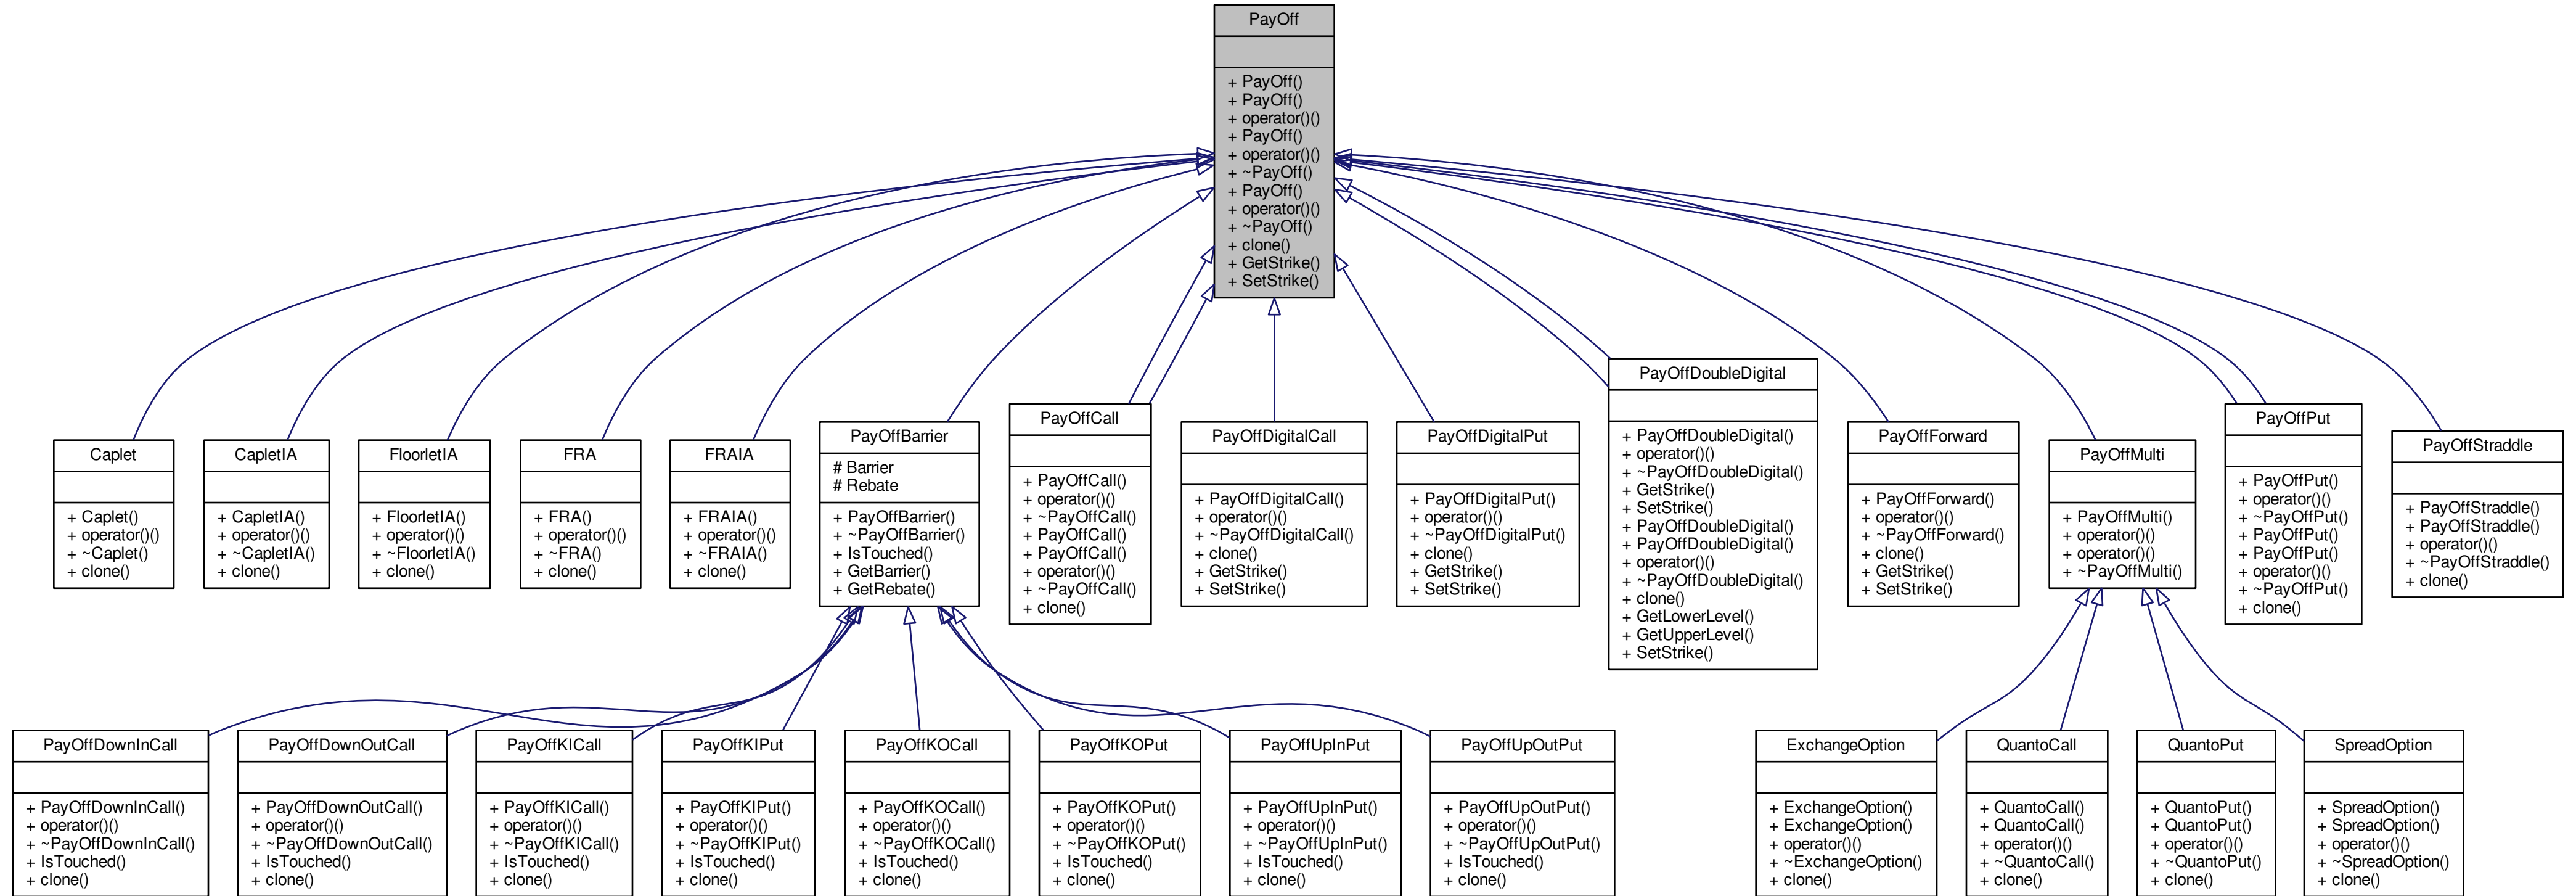 PayOff
+ PayOff()
+ PayOff()
+ operator()()
+ PayOff()
+ operator()()
+ ~PayOff()
+ PayOff()
+ operator()()
+ ~PayOff()
+ clone()
+ GetStrike()
+ SetStrike()
Caplet
+ Caplet()
+ operator()()
+ ~Caplet()
+ clone()
CapletIA
+ CapletIA()
+ operator()()
+ ~CapletIA()
+ clone()
FloorletIA
+ FloorletIA()
+ operator()()
+ ~FloorletIA()
+ clone()
FRA
+ FRA()
+ operator()()
+ ~FRA()
+ clone()
FRAIA
+ FRAIA()
+ operator()()
+ ~FRAIA()
+ clone()
PayOffBarrier
# Barrier
# Rebate
+ PayOffBarrier()
+ ~PayOffBarrier()
+ IsTouched()
+ GetBarrier()
+ GetRebate()
PayOffCall
+ PayOffCall()
+ operator()()
+ ~PayOffCall()
+ PayOffCall()
+ PayOffCall()
+ operator()()
+ ~PayOffCall()
+ clone()
PayOffDigitalCall
+ PayOffDigitalCall()
+ operator()()
+ ~PayOffDigitalCall()
+ clone()
+ GetStrike()
+ SetStrike()
PayOffDigitalPut
+ PayOffDigitalPut()
+ operator()()
+ ~PayOffDigitalPut()
+ clone()
+ GetStrike()
+ SetStrike()
PayOffDoubleDigital
+ PayOffDoubleDigital()
+ operator()()
+ ~PayOffDoubleDigital()
+ GetStrike()
+ SetStrike()
+ PayOffDoubleDigital()
+ PayOffDoubleDigital()
+ operator()()
+ ~PayOffDoubleDigital()
+ clone()
+ GetLowerLevel()
+ GetUpperLevel()
+ SetStrike()
PayOffForward
+ PayOffForward()
+ operator()()
+ ~PayOffForward()
+ clone()
+ GetStrike()
+ SetStrike()
PayOffMulti
+ PayOffMulti()
+ operator()()
+ operator()()
+ ~PayOffMulti()
PayOffPut
+ PayOffPut()
+ operator()()
+ ~PayOffPut()
+ PayOffPut()
+ PayOffPut()
+ operator()()
+ ~PayOffPut()
+ clone()
PayOffStraddle
+ PayOffStraddle()
+ PayOffStraddle()
+ operator()()
+ ~PayOffStraddle()
+ clone()
PayOffDownInCall
+ PayOffDownInCall()
+ operator()()
+ ~PayOffDownInCall()
+ IsTouched()
+ clone()
PayOffDownOutCall
+ PayOffDownOutCall()
+ operator()()
+ ~PayOffDownOutCall()
+ IsTouched()
+ clone()
PayOffKICall
+ PayOffKICall()
+ operator()()
+ ~PayOffKICall()
+ IsTouched()
+ clone()
PayOffKIPut
+ PayOffKIPut()
+ operator()()
+ ~PayOffKIPut()
+ IsTouched()
+ clone()
PayOffKOCall
+ PayOffKOCall()
+ operator()()
+ ~PayOffKOCall()
+ IsTouched()
+ clone()
PayOffKOPut
+ PayOffKOPut()
+ operator()()
+ ~PayOffKOPut()
+ IsTouched()
+ clone()
PayOffUpInPut
+ PayOffUpInPut()
+ operator()()
+ ~PayOffUpInPut()
+ IsTouched()
+ clone()
PayOffUpOutPut
+ PayOffUpOutPut()
+ operator()()
+ ~PayOffUpOutPut()
+ IsTouched()
+ clone()
ExchangeOption
+ ExchangeOption()
+ ExchangeOption()
+ operator()()
+ ~ExchangeOption()
+ clone()
QuantoCall
+ QuantoCall()
+ QuantoCall()
+ operator()()
+ ~QuantoCall()
+ clone()
QuantoPut
+ QuantoPut()
+ QuantoPut()
+ operator()()
+ ~QuantoPut()
+ clone()
SpreadOption
+ SpreadOption()
+ SpreadOption()
+ operator()()
+ ~SpreadOption()
+ clone()